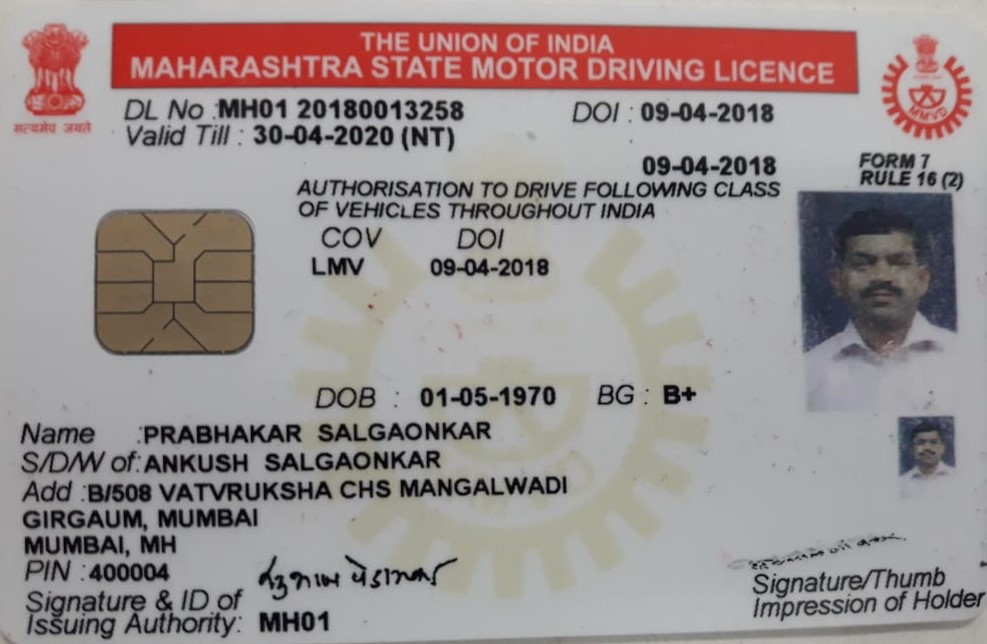 THE UNION OF INDIA
MAHARASHTRA STATE MOTOR DRIVING LICENCE
सत्यमेव जयते
MMVD
DL No : MH01 20180013258 DOI : 09-04-2018
Valid Till : 30-04-2020 (NT)
09-04-2018
FORM 7
RULE 16 (2)
AUTHORISATION TO DRIVE FOLLOWING CLASS
OF VEHICLES THROUGHOUT INDIA
COV DOI
LMV 09-04-2018
DOB : 01-05-1970 BG : B+
Name : PRABHAKAR SALGAONKAR
S/D/W of : ANKUSH SALGAONKAR
Add : B/508 VATVRUKSHA CHS MANGALWADI
GIRGAUM, MUMBAI
MUMBAI, MH
PIN : 400004
Signature & ID of
Issuing Authority: MH01
Signature/Thumb
Impression of Holder